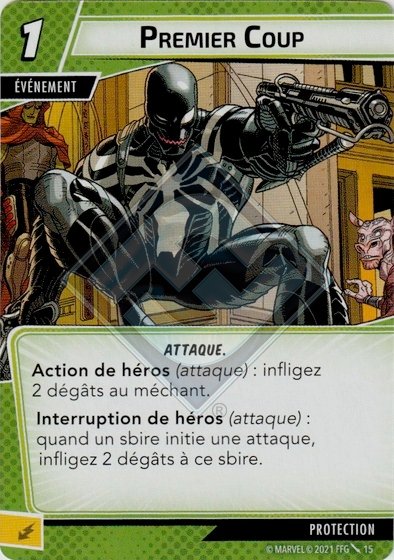 1
PREMIER COUP
ÉVÉNEMENT
ATTAQUE.
Action de héros (attaque) : infligez
2 dégâts au méchant.
Interruption de héros (attaque) :
quand un sbire initie une attaque,
infligez 2 dégâts à ce sbire.
PROTECTION
© MARVEL © 2021 FFG 15